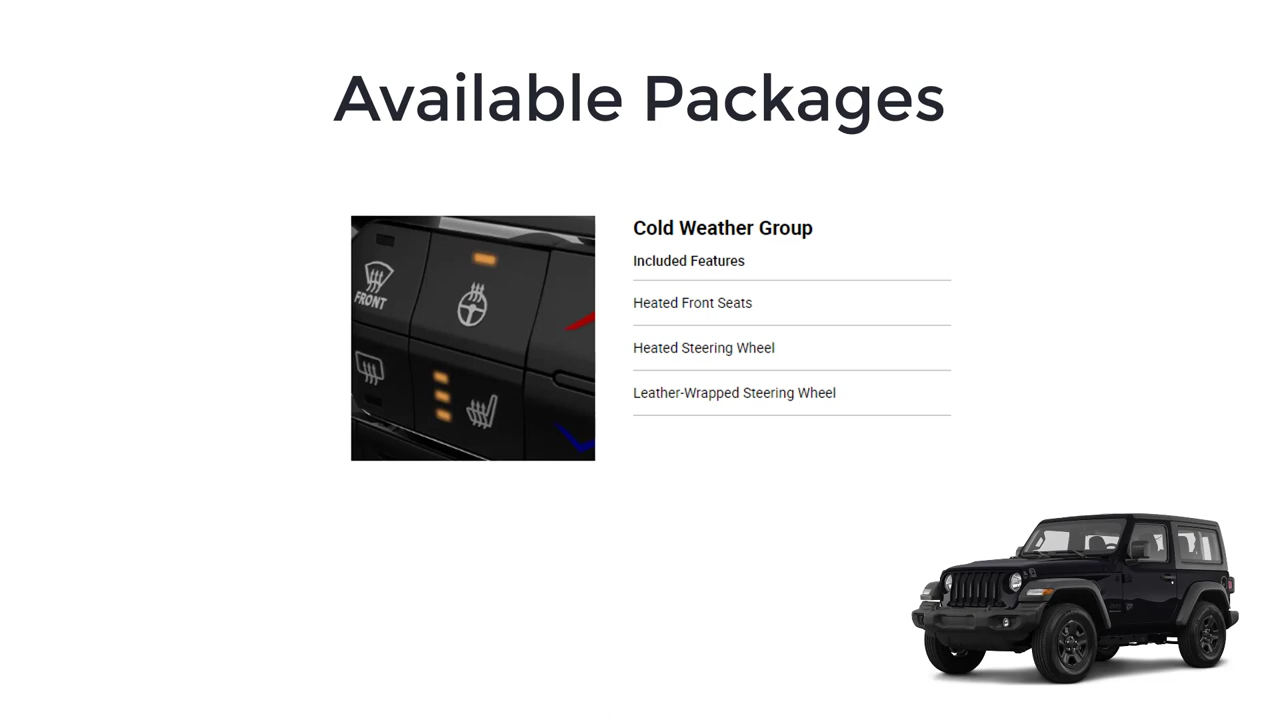 Available Packages
Cold Weather Group
Included Features
FRONT
Heated Front Seats
Heated Steering Wheel
Leather-Wrapped Steering Wheel